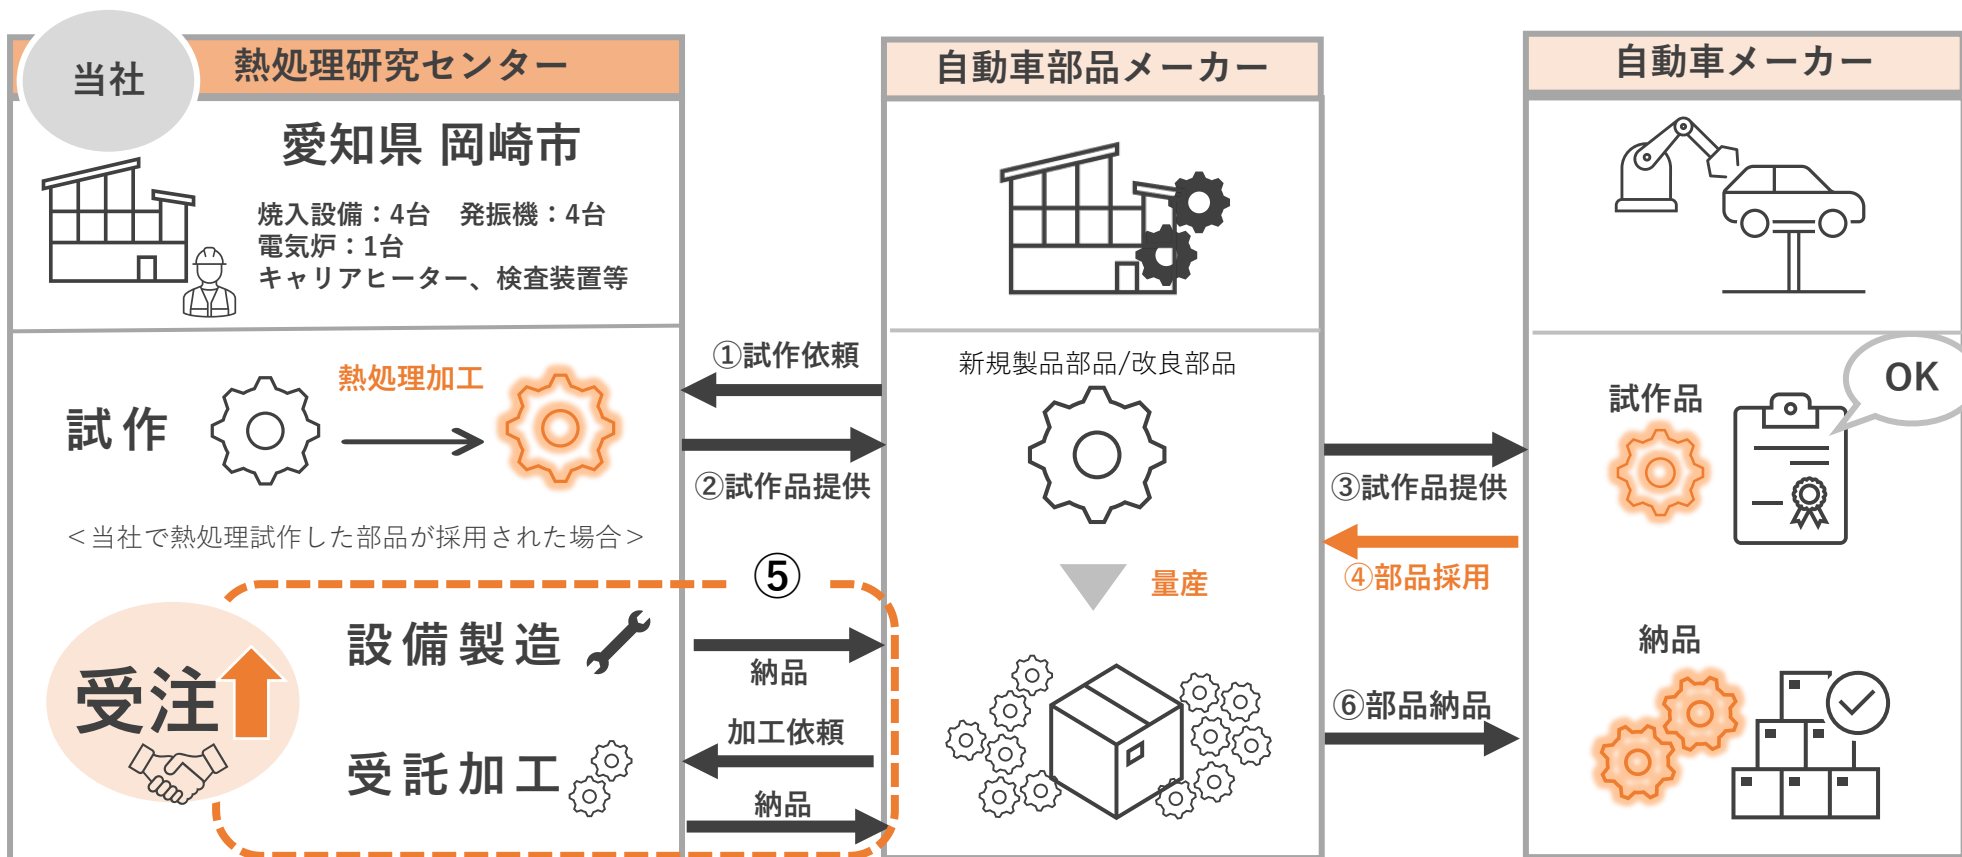 当社
熱処理研究センター
愛知県 岡崎市
焼入設備：4台　発振機：4台
電気炉：1台
キャリアヒーター、検査装置等
試作
熱処理加工
＜当社で熱処理試作した部品が採用された場合＞
受注
設備製造
受託加工
①試作依頼
②試作品提供
⑤
納品
加工依頼
納品
自動車部品メーカー
新規製品部品/改良部品
量産
③試作品提供
④部品採用
⑥部品納品
自動車メーカー
試作品
OK
納品